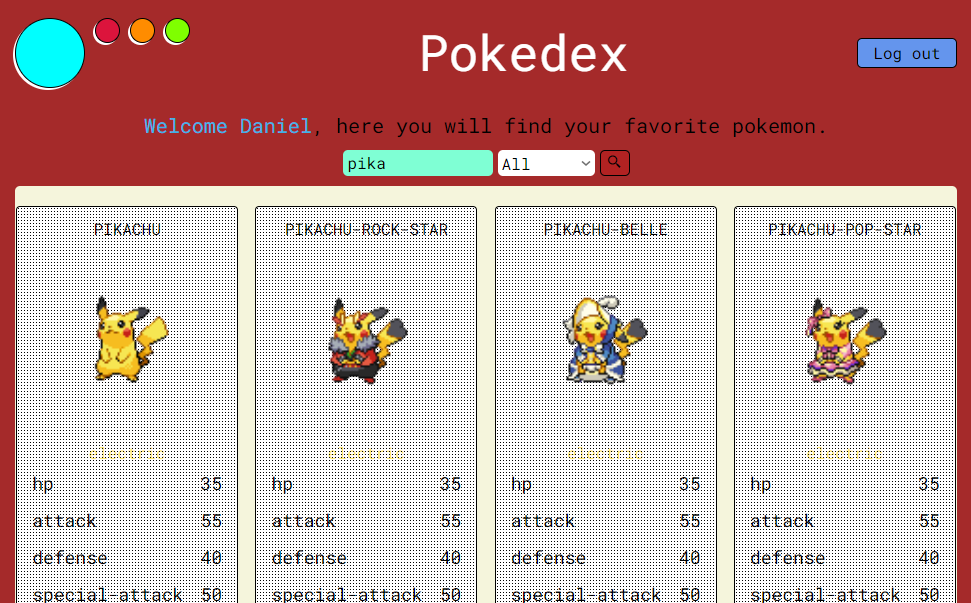 Pokedex
Log out
Welcome Daniel, here you will find your favorite pokemon.
pika
All
PIKACHU
PIKACHU-ROCK-STAR
PIKACHU-BELLE
PIKACHU-POP-STAR
electric electric electric electric
hp 35 hp 35 hp 35 hp 35
attack 55 attack 55 attack 55 attack 55
defense 40 defense 40 defense 40 defense 40
special-attack 50 special-attack 50 special-attack 50 special-attack 50